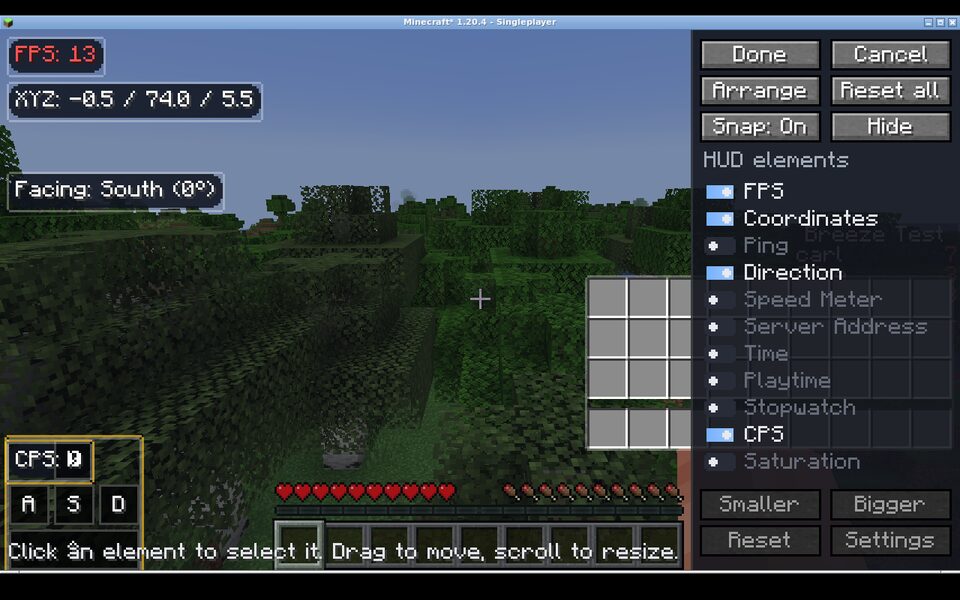 Minecraft* 1.20.4 - Singleplayer
FPS: 13
XYZ: -0.5 / 74.0 / 5.5
Facing: South (0°)
Done
Cancel
Arrange
Reset all
Snap: On
Hide
HUD elements
FPS
Coordinates
Ping
Breeze Test
carl
Direction
Speed Meter
Server Address
Time
Playtime
Stopwatch
CPS
Saturation
Smaller
Bigger
Reset
Settings
CPS: 0
A S D
Click an element to select it. Drag to move, scroll to resize.